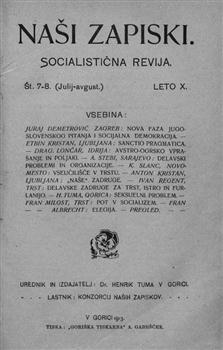 NAŠI ZAPISKI.
SOCIALISTIČNA REVIJA.
Št. 7-8. (Julij-avgust.) LETO X.
VSEBINA:
JURAJ DEMETROVIĆ, ZAGREB: NOVA FAZA JUGO-
SLOVENSKOG PITANJA I SOCIJALNA DEMOKRACIJA. —
ETBIN KRISTAN, LJUBLJANA: SANCTIO PRAGMATICA.
— DRAG. LONČAR, IDRIJA: AVSTRO-OGRSKO VPRA-
ŠANJE IN POLJAKI. — A. ŠTEBI, SARAJEVO: DELAVSKI
PROBLEMI IN ORGANIZACIJE. — K. SLANC, NOVO-
MESTO: VSEUČILIŠČE V TRSTU. — ANTON KRISTAN,
LJUBLJANA: „NAŠE“ ZADRUGE. — IVAN REGENT,
TRST: DELAVSKE ZADRUGE ZA TRST, ISTRO IN FUR-
LANIJO. — H. TUMA, GORICA: SEKSUELNI PROBLEM. —
FRAN MILOST, TRST: POT V SOCIALIZEM. — FRAN
ALBRECHT: ELEGIJA. — PREGLED. —
UREDNIK IN IZDAJATELJ: DR. HENRIK TUMA V GORICI.
LASTNIK: KONZORCIJ NAŠIH ZAPISKOV.
V GORICI 1913.
TISKA: „GORIŠKA TISKARNA“ A. GABRŠČEK.